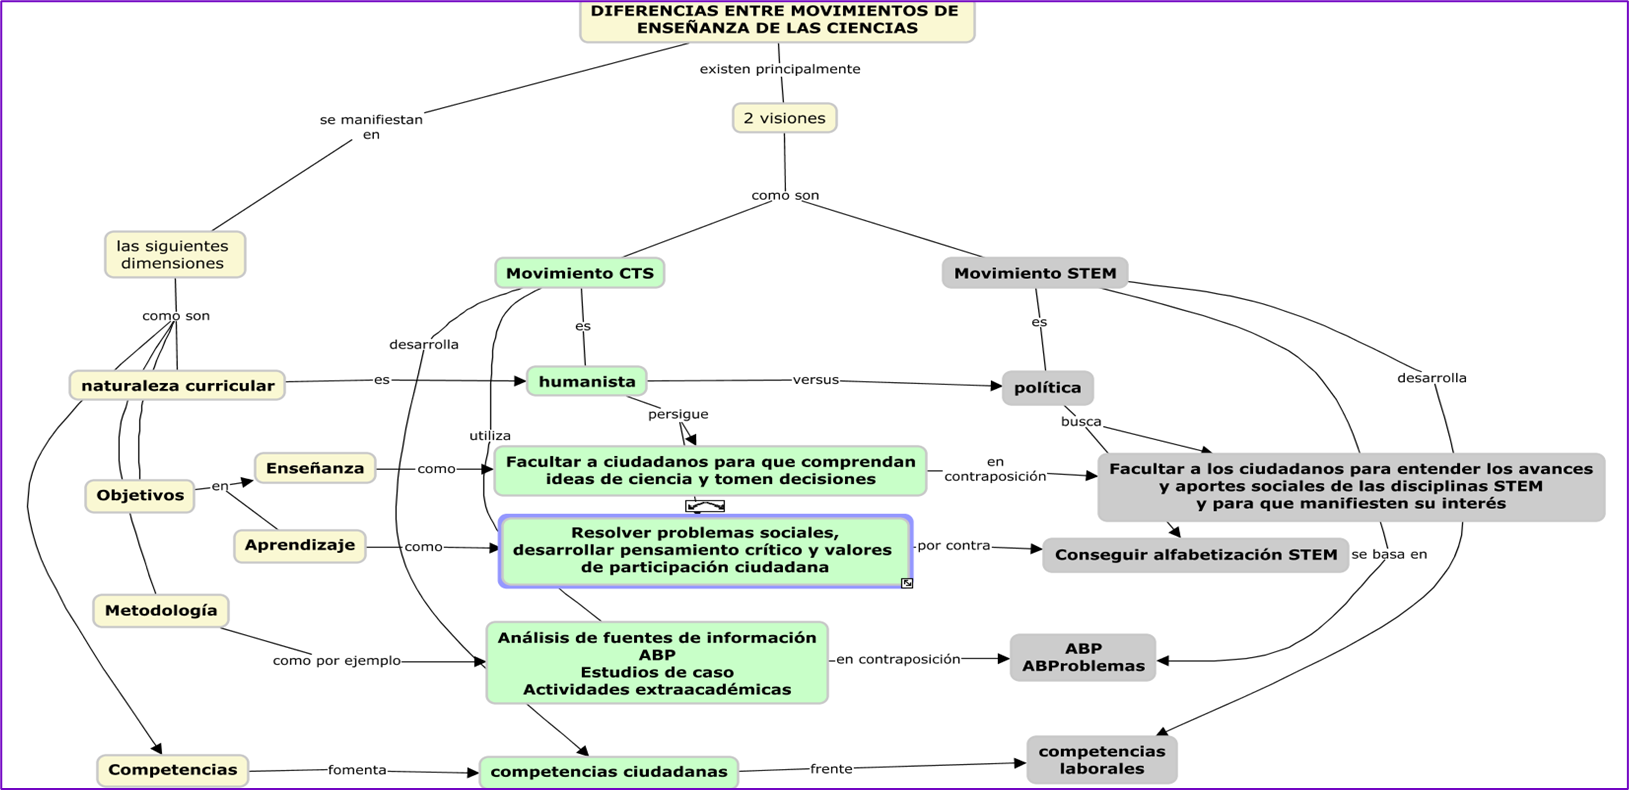 DIFERENCIAS ENTRE MOVIMIENTOS DE
ENSEÑANZA DE LAS CIENCIAS
existen principalmente
se manifiestan
en
2 visiones
como son
las siguientes
dimensiones
Movimiento CTS
Movimiento STEM
como son
es
es
desarrolla
desarrolla
naturaleza curricular
es
humanista
versus
política
persigue
busca
utiliza
Enseñanza
como
Facultar a ciudadanos para que comprendan
ideas de ciencia y tomen decisiones
en
contraposición
Facultar a los ciudadanos para entender los avances
y aportes sociales de las disciplinas STEM
y para que manifiesten su interés
Objetivos
en
Aprendizaje
como
Resolver problemas sociales,
desarrollar pensamiento crítico y valores
de participación ciudadana
por contra
Conseguir alfabetización STEM
se basa en
Metodología
como por ejemplo
Análisis de fuentes de información
ABP
Estudios de caso
Actividades extraacadémicas
en contraposición
ABP
ABProblemas
Competencias
fomenta
competencias ciudadanas
frente
competencias
laborales